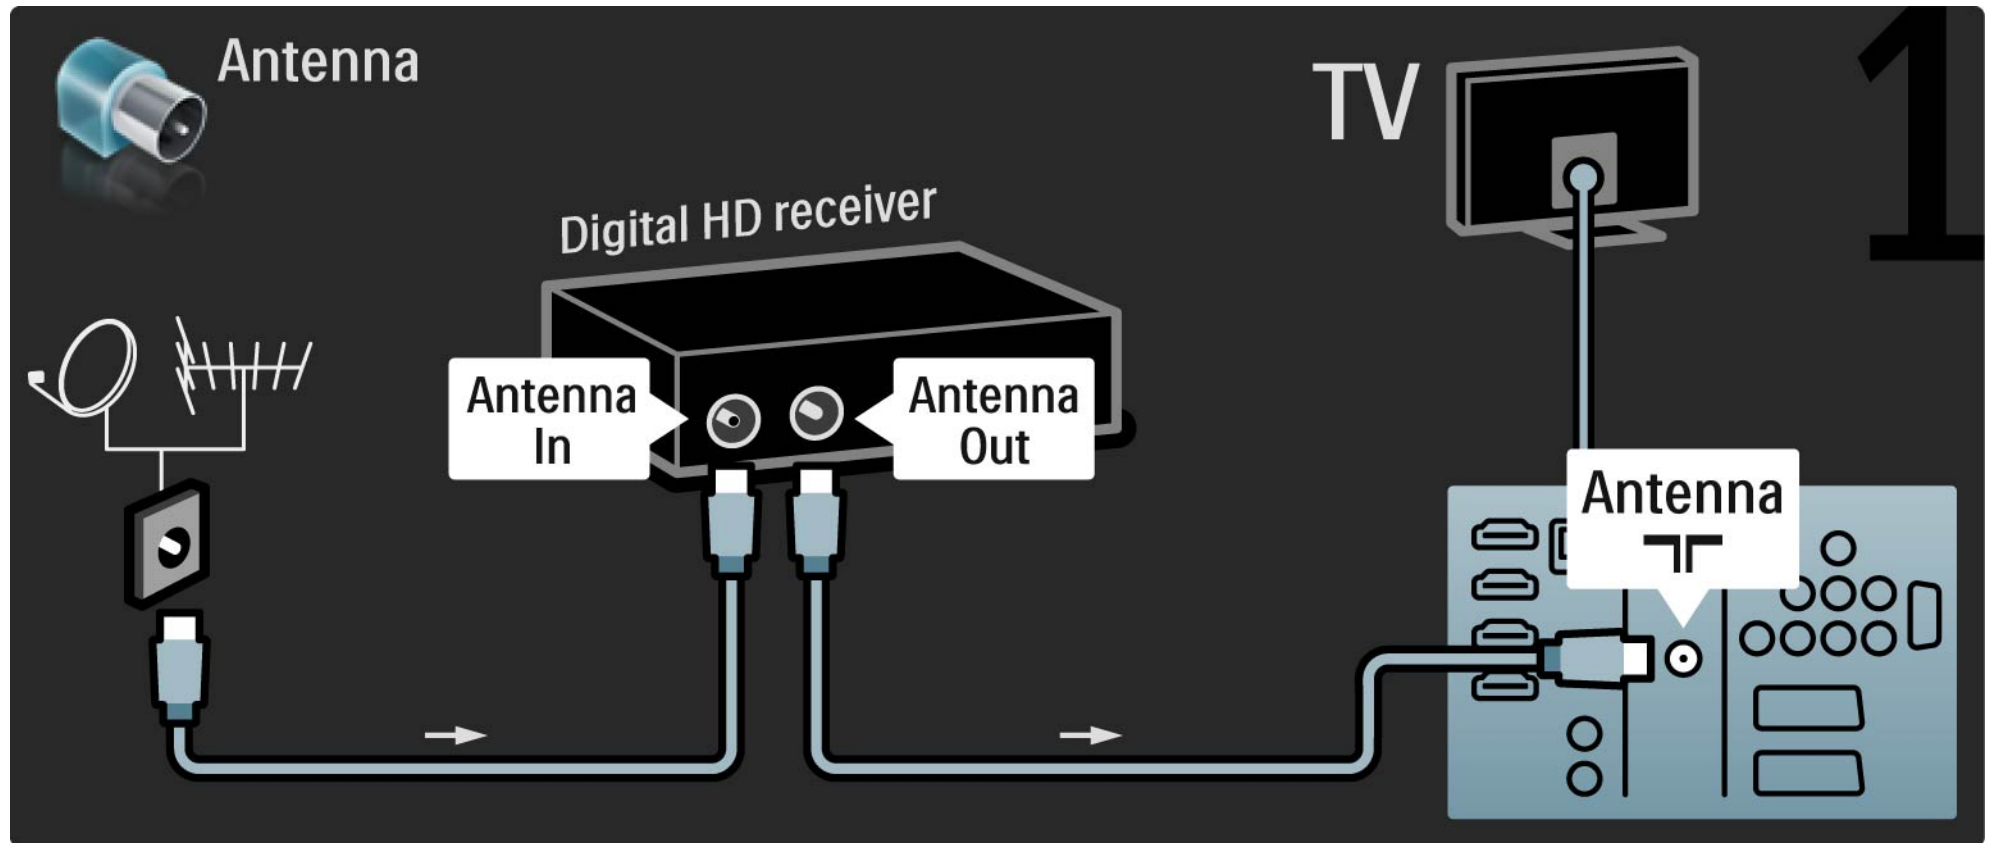 Antenna
TV
1
Digital HD receiver
Antenna
In
Antenna
Out
Antenna